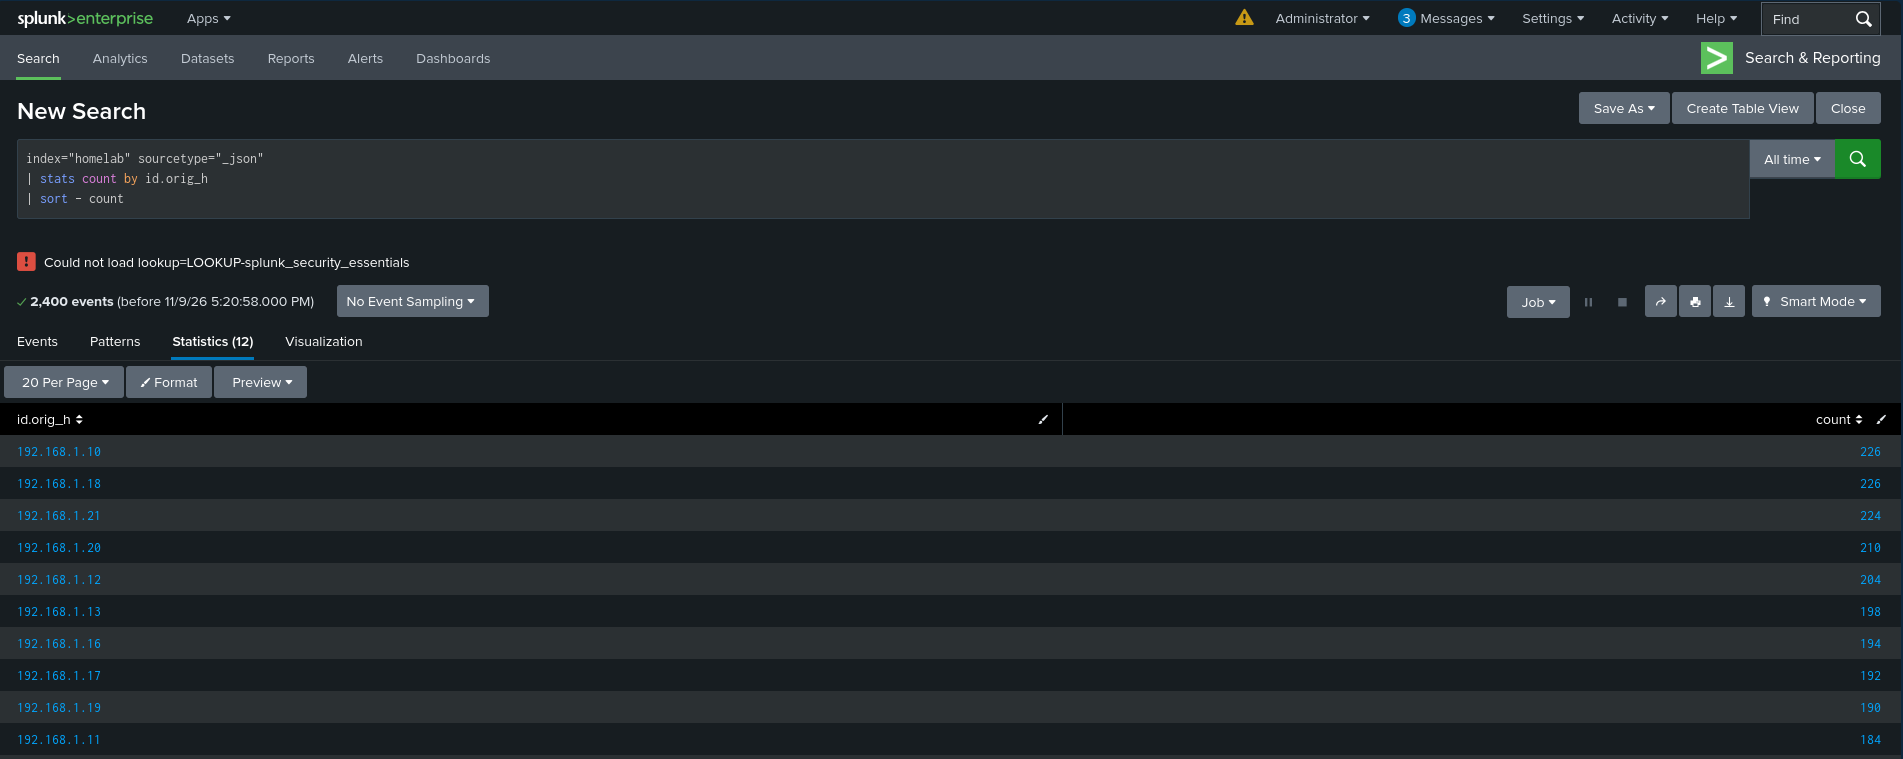 splunk>enterprise Apps Administrator 3 Messages Settings Activity Help Find
Search Analytics Datasets Reports Alerts Dashboards > Search & Reporting
New Search Save As Create Table View Close
index="homelab" sourcetype="_json" All time
| stats count by id.orig_h
| sort - count
! Could not load lookup=LOOKUP-splunk_security_essentials
2,400 events (before 11/9/26 5:20:58.000 PM) No Event Sampling Job Smart Mode
Events Patterns Statistics (12) Visualization
20 Per Page Format Preview
id.orig_h count
192.168.1.10 226
192.168.1.18 226
192.168.1.21 224
192.168.1.20 210
192.168.1.12 204
192.168.1.13 198
192.168.1.16 194
192.168.1.17 192
192.168.1.19 190
192.168.1.11 184